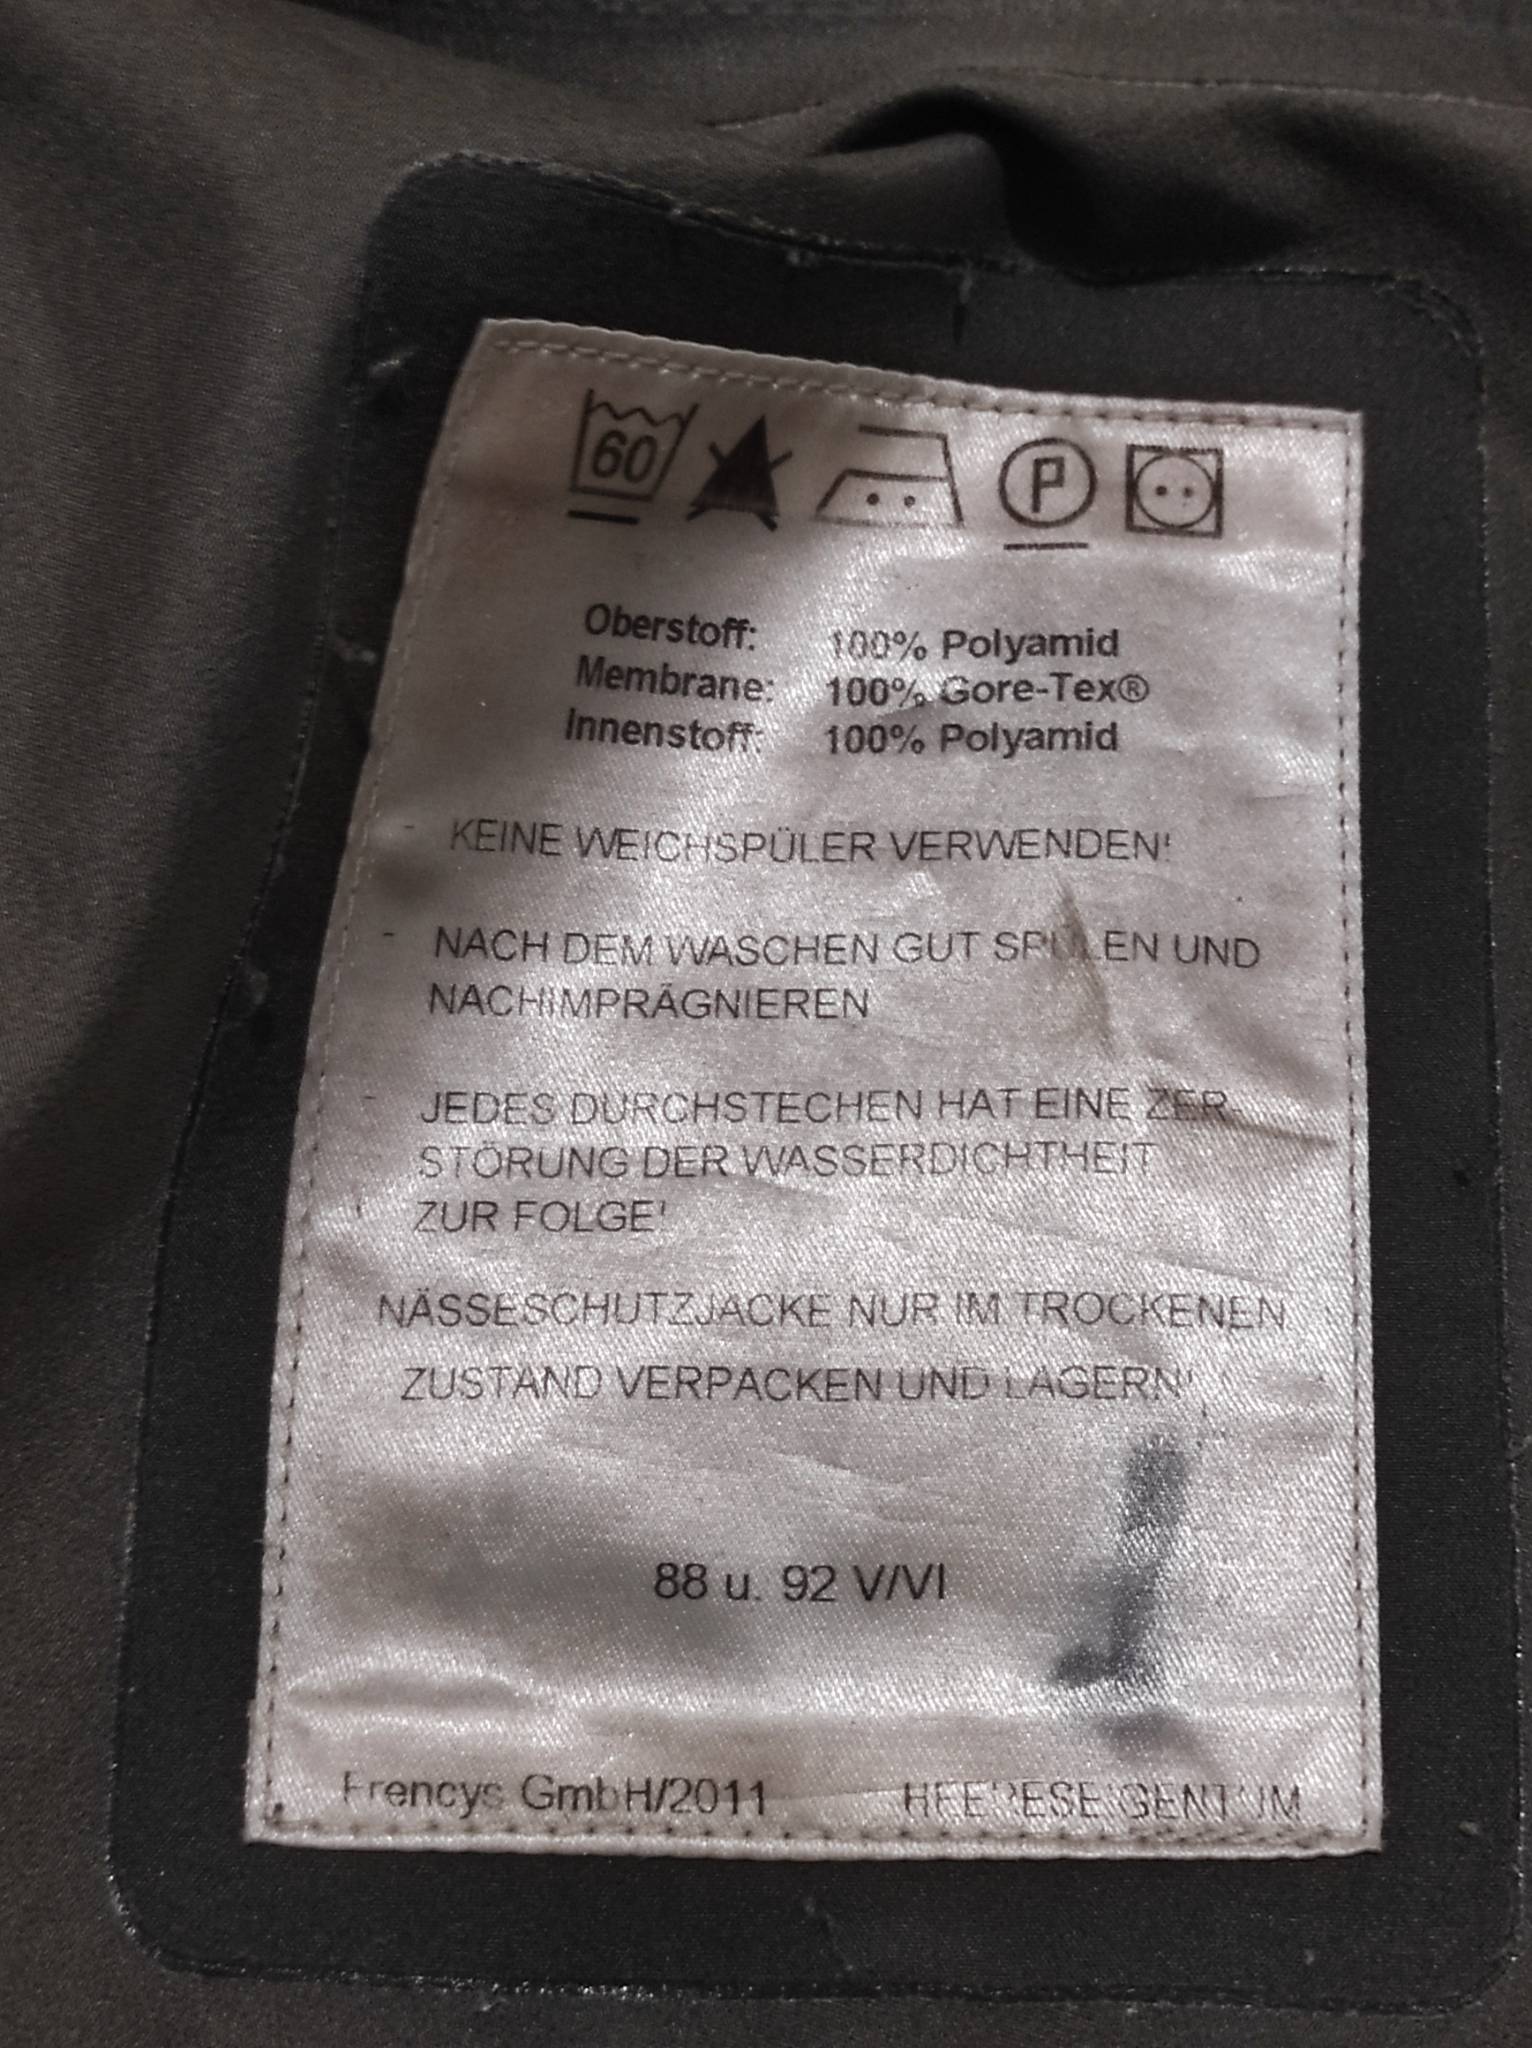 60
P
Oberstoff: 100% Polyamid
Membrane: 100% Gore-Tex®
Innenstoff: 100% Polyamid
- KEINE WEICHSPÜLER VERWENDEN!
- NACH DEM WASCHEN GUT SPÜLEN UND
NACHIMPRÄGNIEREN
- JEDES DURCHSTECHEN HAT EINE ZER-
STÖRUNG DER WASSERDICHTHEIT
ZUR FOLGE!
NÄSSESCHUTZJACKE NUR IM TROCKENEN
ZUSTAND VERPACKEN UND LAGERN!
88 u. 92 V/VI
Frencys GmbH/2011 HEERESEIGENTUM